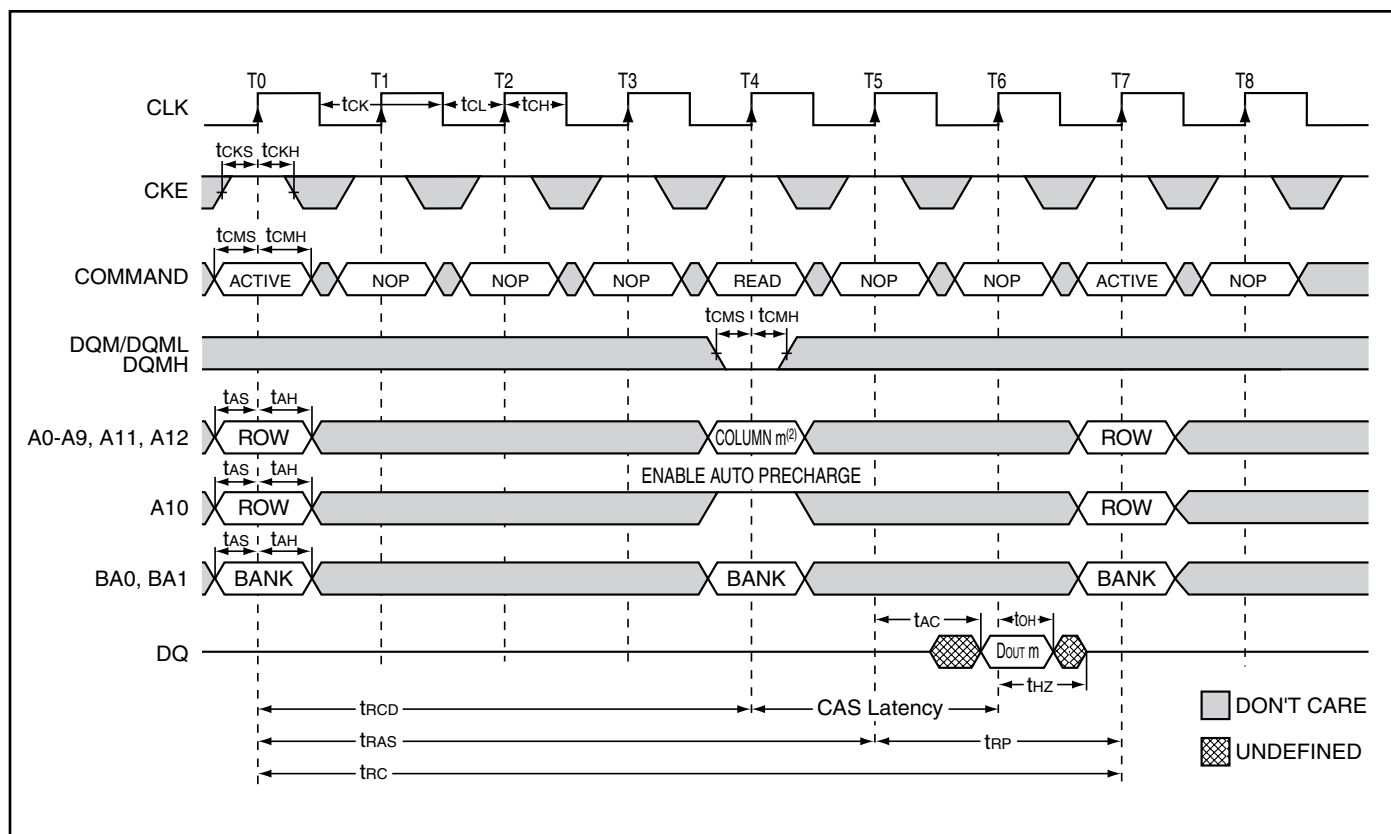 T0 T1 T2 T3 T4 T5 T6 T7 T8
CLK
tCK tCL tCH
tCKS tCKH
CKE
tCMS tCMH
COMMAND ACTIVE NOP NOP NOP READ NOP NOP ACTIVE NOP
tCMS tCMH
DQM/DQML
DQMH
tAS tAH
A0-A9, A11, A12 ROW COLUMN m(2) ROW
ENABLE AUTO PRECHARGE
tAS tAH
A10 ROW ROW
tAS tAH
BA0, BA1 BANK BANK BANK
tAC tOH
DQ DOUT m
tHZ
tRCD CAS Latency
tRAS tRP
tRC
DON'T CARE
UNDEFINED